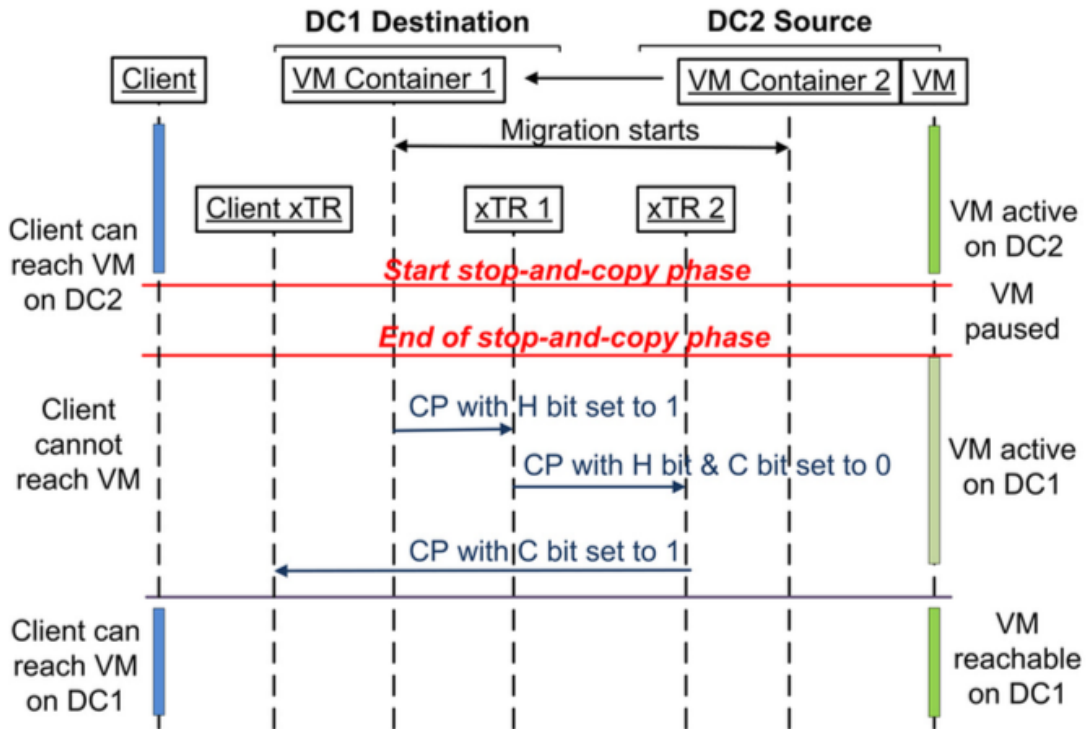 DC1 Destination
DC2 Source
Client
VM Container 1
VM Container 2
VM
Migration starts
Client xTR
xTR 1
xTR 2
Client can
reach VM
on DC2
VM active
on DC2
Start stop-and-copy phase
VM
paused
End of stop-and-copy phase
Client
cannot
reach VM
CP with H bit set to 1
CP with H bit & C bit set to 0
VM active
on DC1
CP with C bit set to 1
Client can
reach VM
on DC1
VM
reachable
on DC1